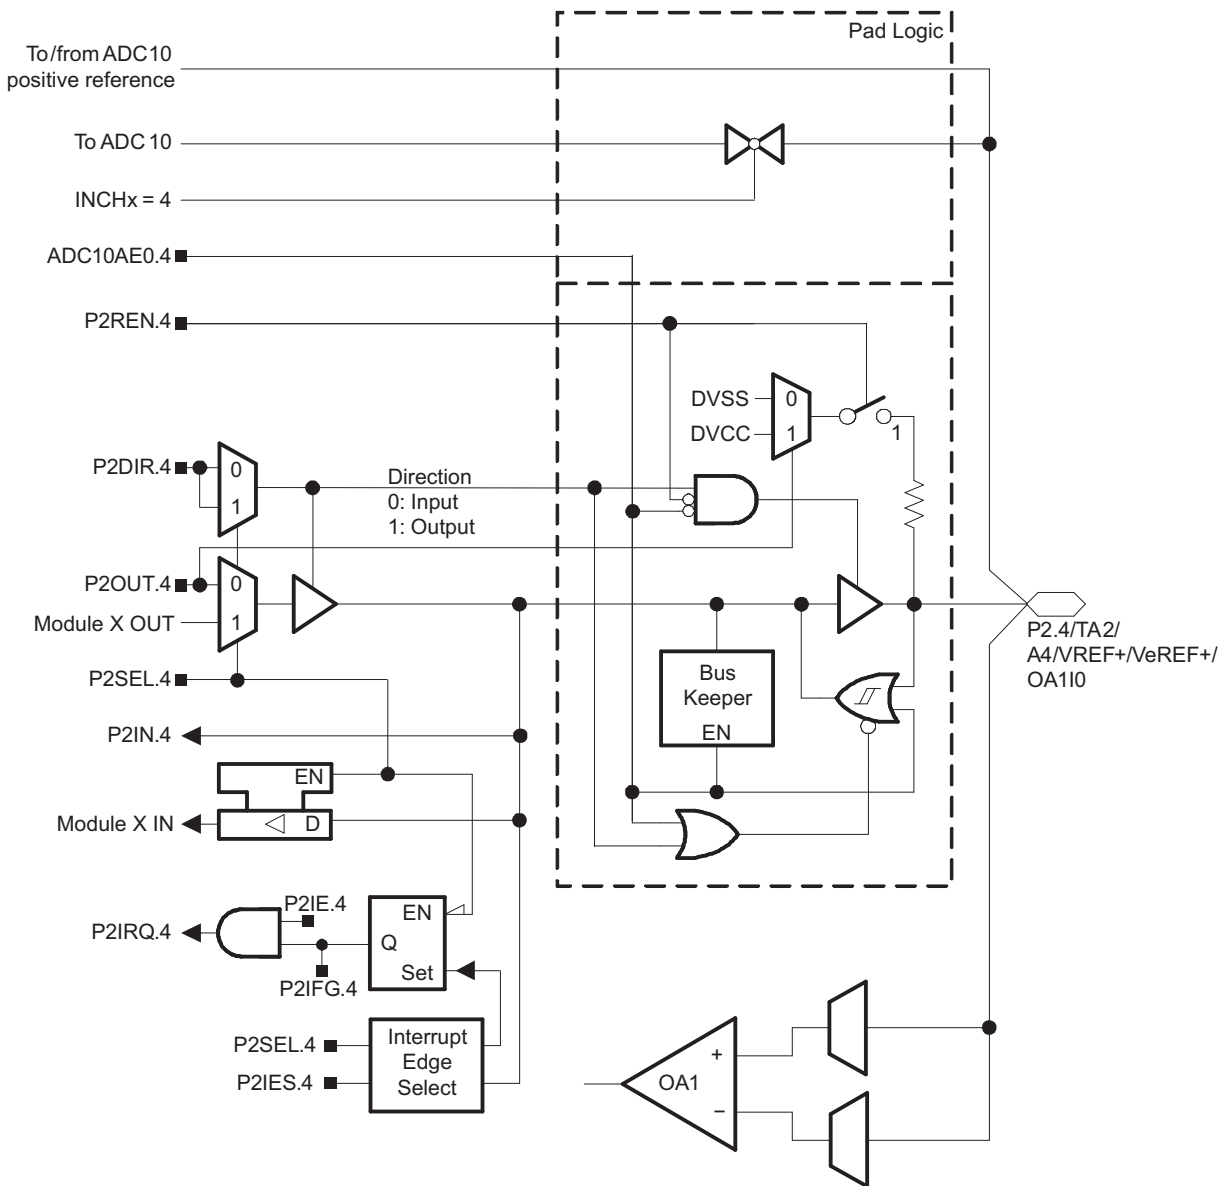 Pad Logic
To/from ADC10
positive reference
To ADC 10
INCHx = 4
ADC10AE0.4
P2REN.4
DVSS
0
DVCC
1
1
P2DIR.4
0
1
Direction
0: Input
1: Output
P2OUT.4
0
Module X OUT
1
P2SEL.4
P2.4/TA2/
A4/VREF+/VeREF+/
OA1I0
Bus
Keeper
EN
P2IN.4
EN
Module X IN
D
P2IE.4
P2IRQ.4
EN
Q
Set
P2IFG.4
P2SEL.4
P2IES.4
Interrupt
Edge
Select
+
OA1
−